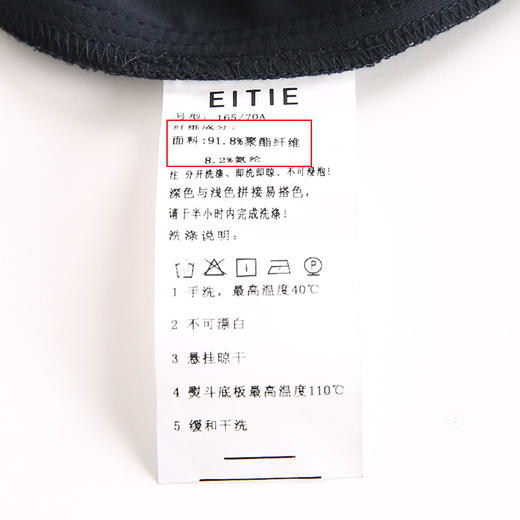 EITIE
号型: 165/70A
纤维成分:
面料:91.8%聚酯纤维
8.2%氨纶
注 分开洗涤、即洗即晾、不可浸泡!
深色与浅色拼接易搭色,
请于半小时内完成洗涤!
洗涤说明:
P
1 手洗,最高温度40℃
2 不可漂白
3 悬挂晾干
4 熨斗底板最高温度110℃
5 缓和干洗